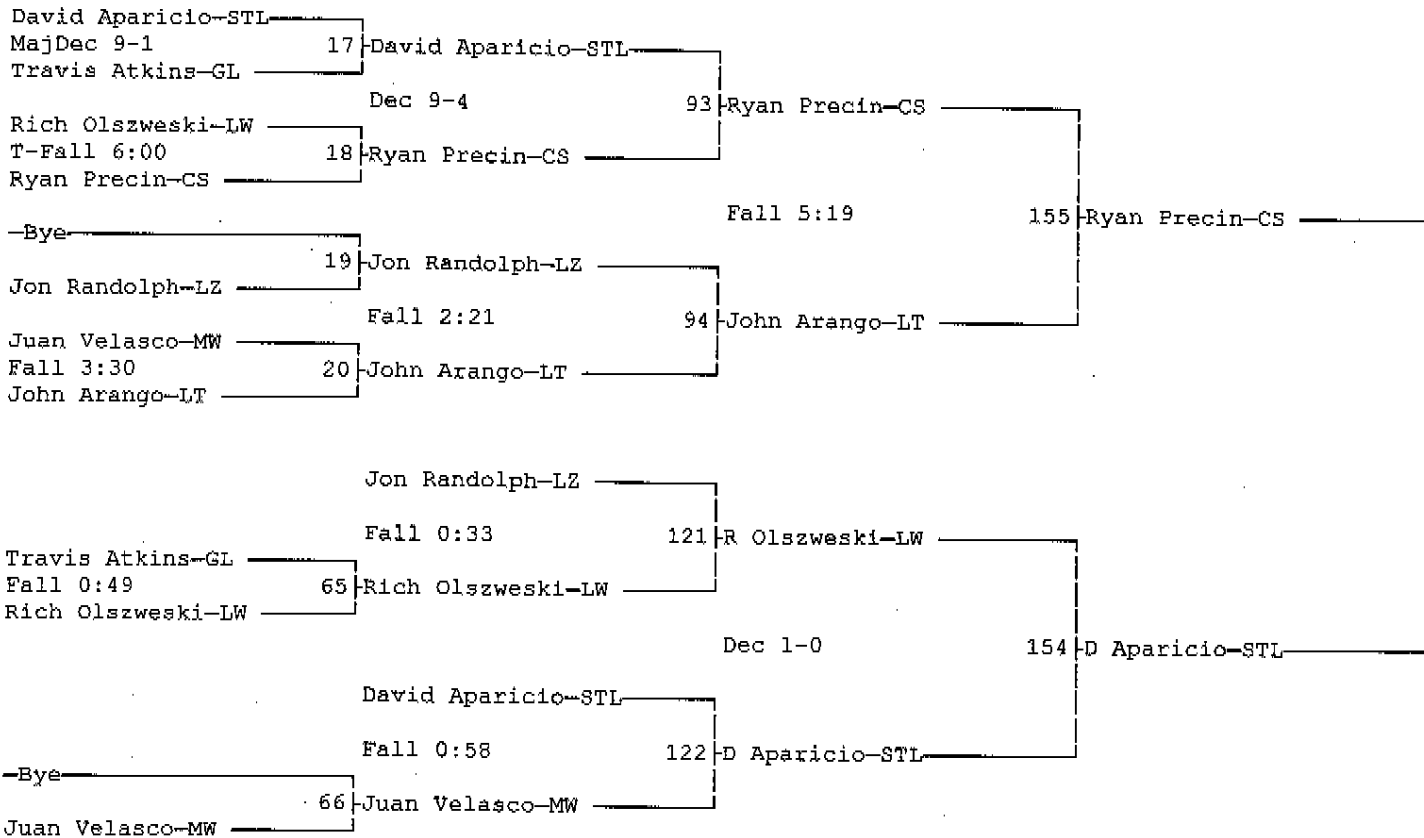 David Aparicio—STL
MajDec 9-1 17 David Aparicio—STL
Travis Atkins—GL
Dec 9-4 93 Ryan Precin—CS
Rich Olszweski—LW
T-Fall 6:00 18 Ryan Precin—CS
Ryan Precin—CS
Fall 5:19 155 Ryan Precin—CS
—Bye
19 Jon Randolph—LZ
Jon Randolph—LZ
Fall 2:21 94 John Arango—LT
Juan Velasco—MW
Fall 3:30 20 John Arango—LT
John Arango—LT
Jon Randolph—LZ
Fall 0:33 121 R Olszweski—LW
Travis Atkins—GL
Fall 0:49 65 Rich Olszweski—LW
Rich Olszweski—LW
Dec 1-0 154 D Aparicio—STL
David Aparicio—STL
Fall 0:58 122 D Aparicio—STL
—Bye
66 Juan Velasco—MW
Juan Velasco—MW